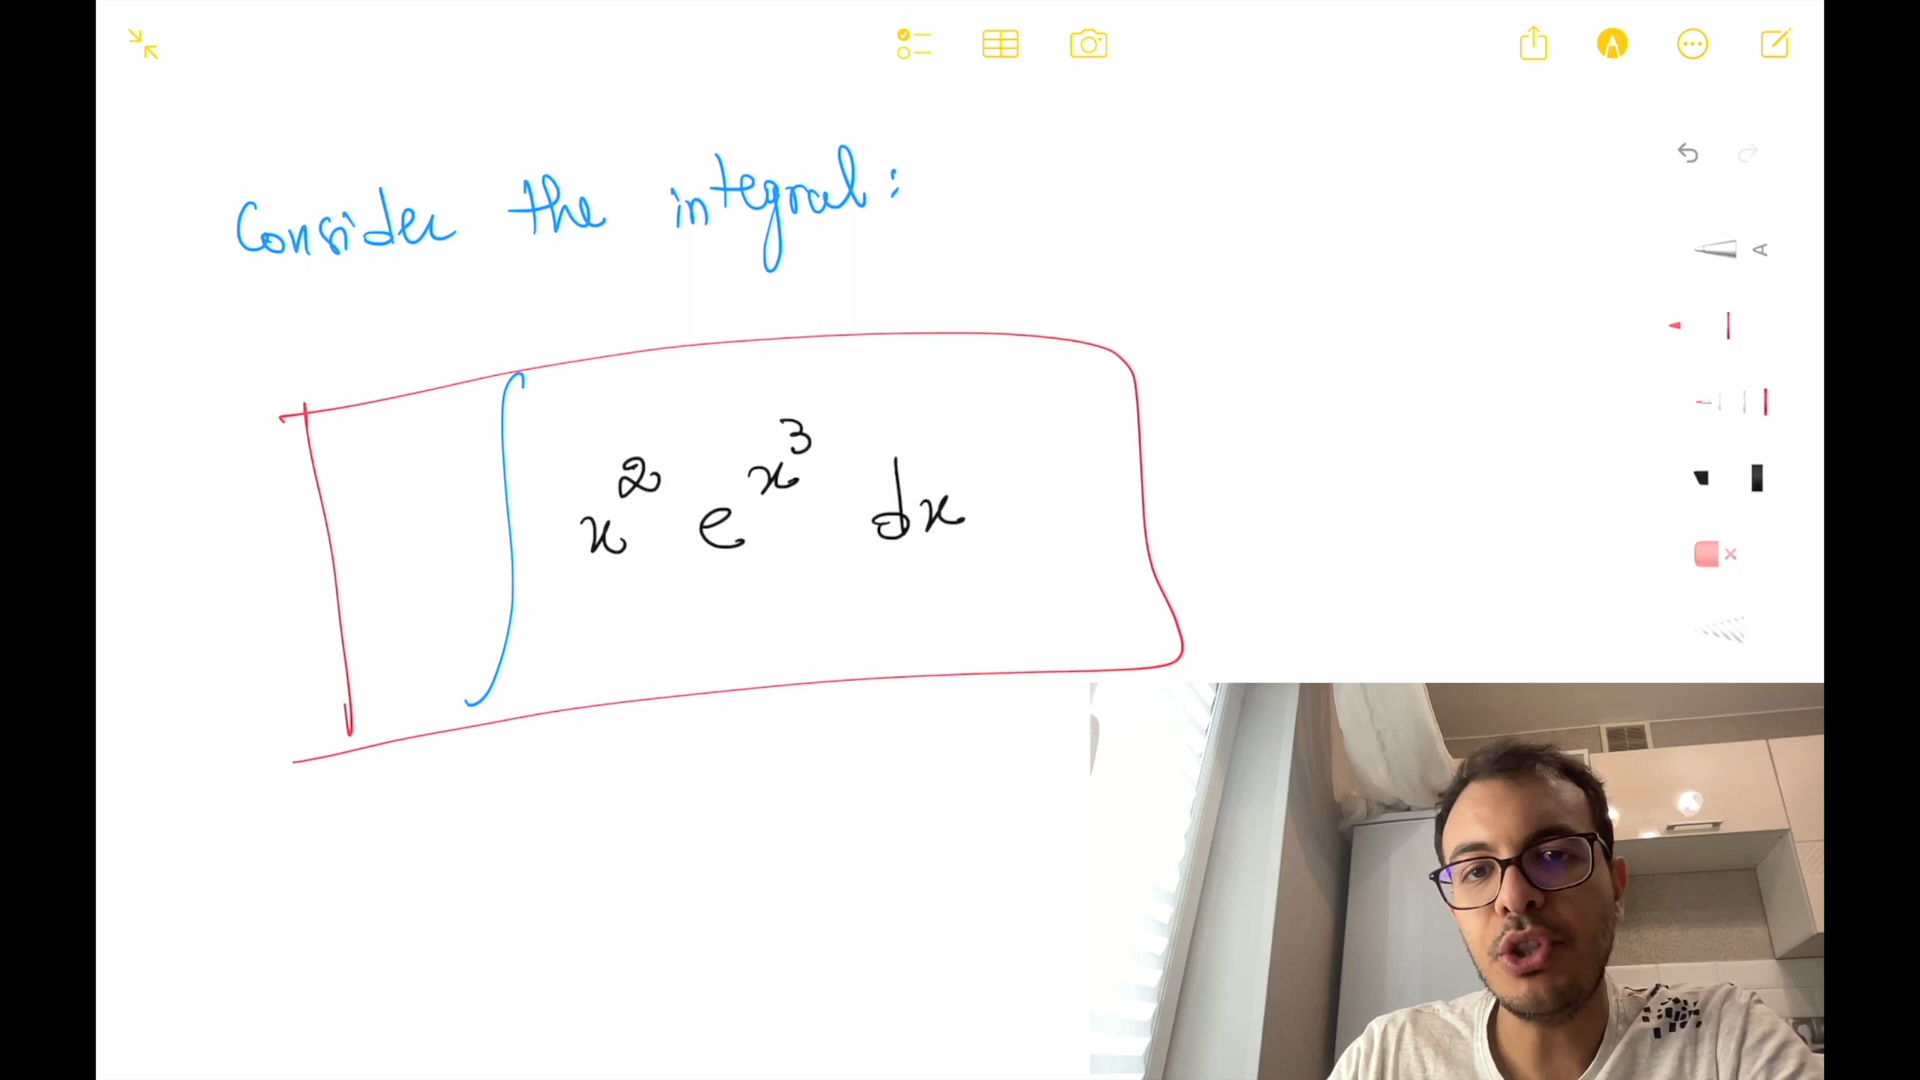 Consider the integral:
∫ x² e^x³ dx